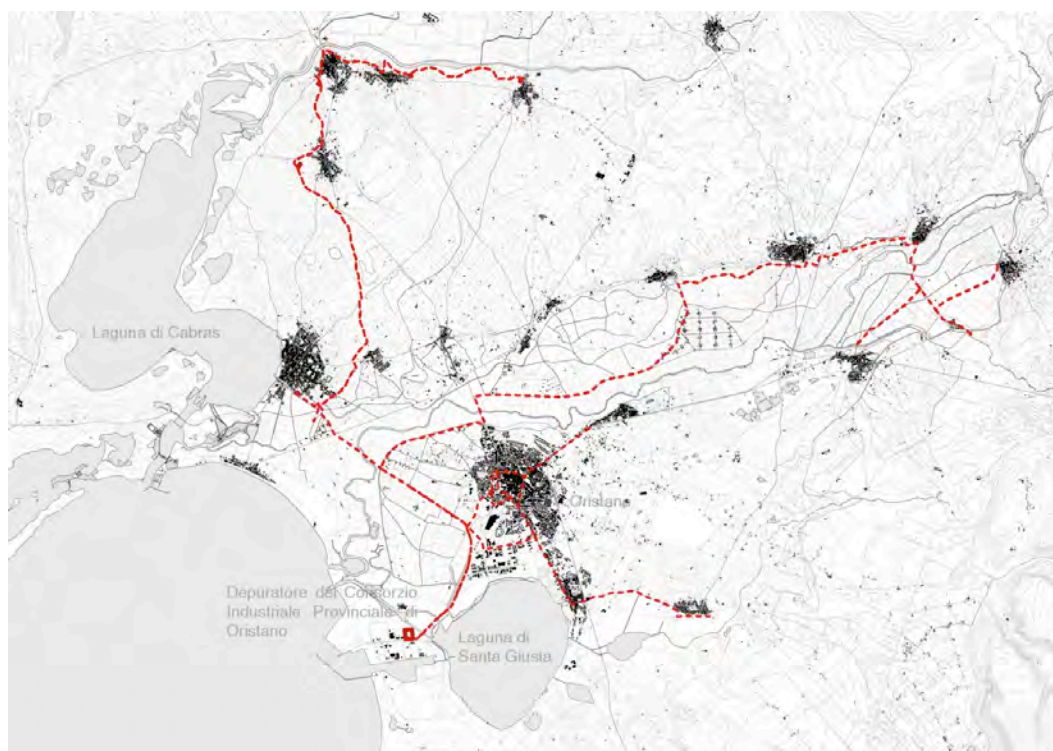 Laguna di Cabras
Oristano
Depuratore del Consorzio
Industriale Provinciale di
Oristano
Laguna di
Santa Giusta